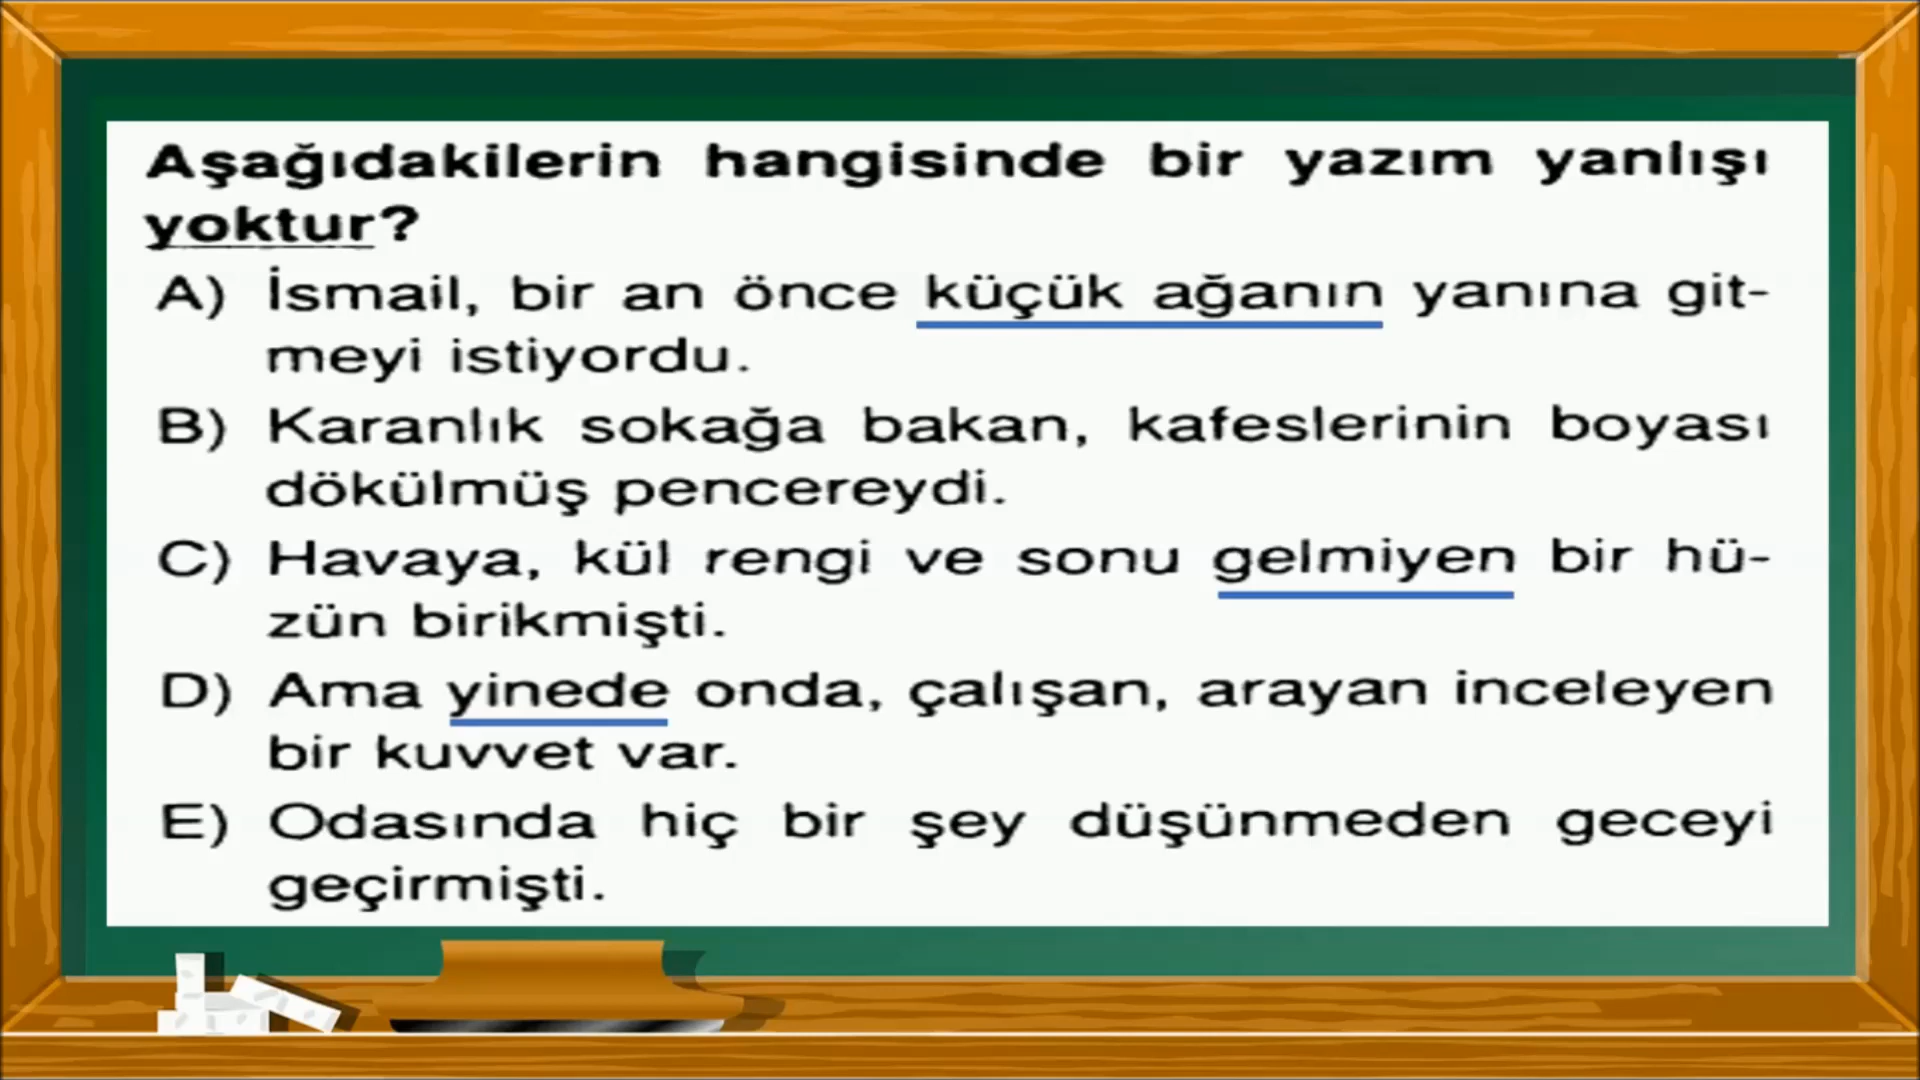 Aşağıdakilerin hangisinde bir yazım yanlışı
yoktur?
A) İsmail, bir an önce küçük ağanın yanına git-
meyi istiyordu.
B) Karanlık sokağa bakan, kafeslerinin boyası
dökülmüş pencereydi.
C) Havaya, kül rengi ve sonu gelmiyen bir hü-
zün birikmişti.
D) Ama yinede onda, çalışan, arayan inceleyen
bir kuvvet var.
E) Odasında hiç bir şey düşünmeden geceyi
geçirmişti.